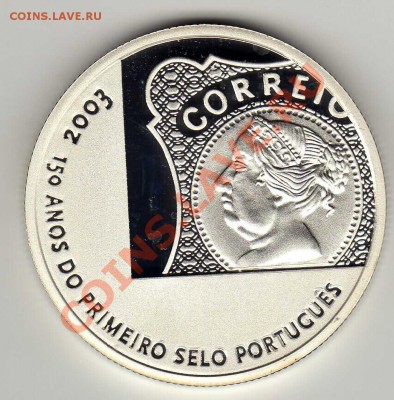 COINS.LAVE.RU
CORREIO
2003
150 ANOS DO PRIMEIRO SELO PORTUGUÊS
COINS.LAVE.RU